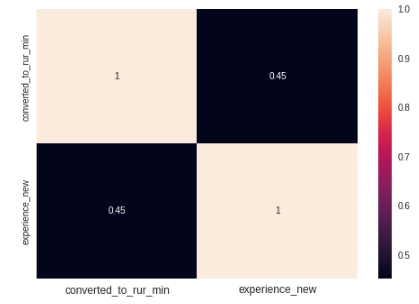 converted_to_rur_min
experience_new
1
0.45
0.45
1
converted_to_rur_min
experience_new
1.0
0.9
0.8
0.7
0.6
0.5